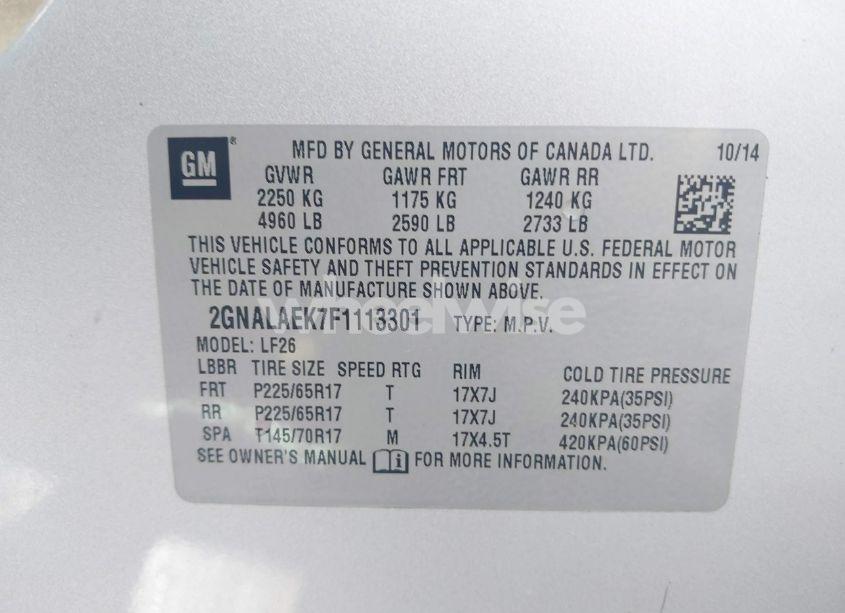 GM ® MFD BY GENERAL MOTORS OF CANADA LTD. 10/14
GVWR GAWR FRT GAWR RR
2250 KG 1175 KG 1240 KG
4960 LB 2590 LB 2733 LB
THIS VEHICLE CONFORMS TO ALL APPLICABLE U.S. FEDERAL MOTOR
VEHICLE SAFETY AND THEFT PREVENTION STANDARDS IN EFFECT ON
THE DATE OF MANUFACTURE SHOWN ABOVE.
wheelwise
2GNALAEK7F1113301 TYPE: M.P.V.
MODEL: LF26
LBBR TIRE SIZE SPEED RTG RIM COLD TIRE PRESSURE
FRT P225/65R17 T 17X7J 240KPA(35PSI)
RR P225/65R17 T 17X7J 240KPA(35PSI)
SPA T145/70R17 M 17X4.5T 420KPA(60PSI)
SEE OWNER'S MANUAL i FOR MORE INFORMATION.